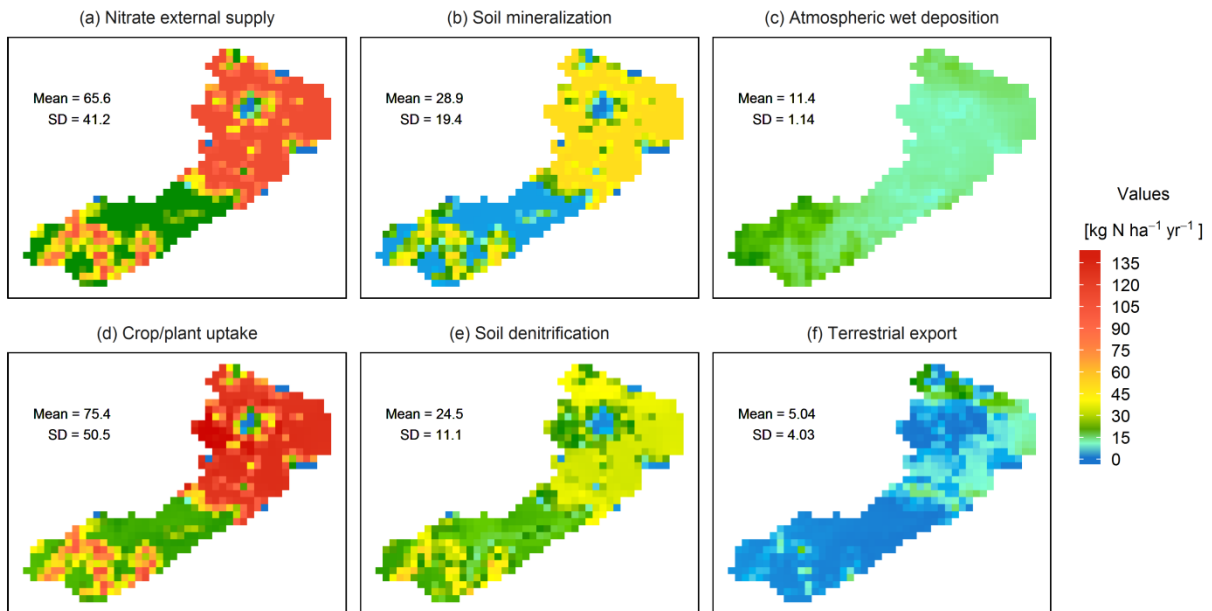 (a) Nitrate external supply
(b) Soil mineralization
(c) Atmospheric wet deposition
Mean = 65.6
SD = 41.2
Mean = 28.9
SD = 19.4
Mean = 11.4
SD = 1.14
(d) Crop/plant uptake
(e) Soil denitrification
(f) Terrestrial export
Mean = 75.4
SD = 50.5
Mean = 24.5
SD = 11.1
Mean = 5.04
SD = 4.03
Values
[kg N ha⁻¹ yr⁻¹ ]
135
120
105
90
75
60
45
30
15
0